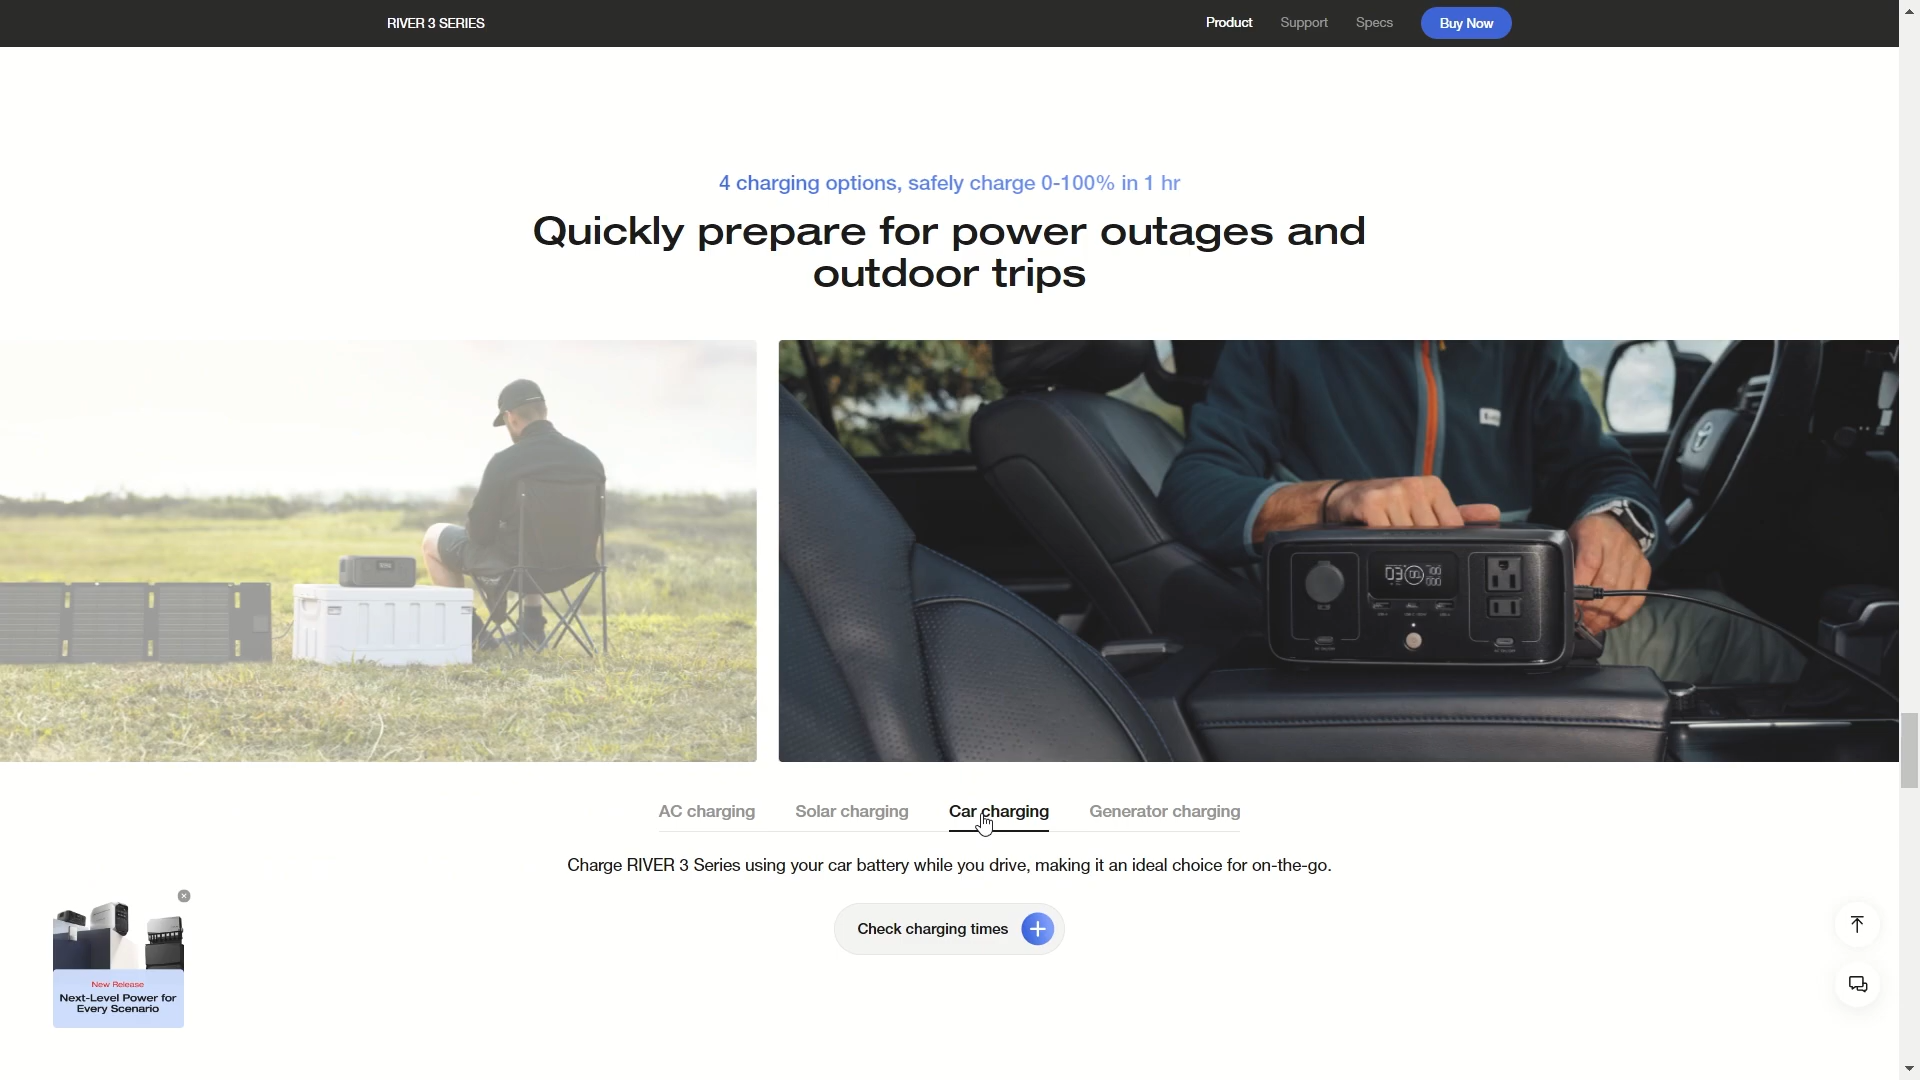 RIVER 3 SERIES
Product
Support
Specs
Buy Now
4 charging options, safely charge 0-100% in 1 hr
Quickly prepare for power outages and
outdoor trips
AC charging
Solar charging
Car charging
Generator charging
Charge RIVER 3 Series using your car battery while you drive, making it an ideal choice for on-the-go.
Check charging times
New Release
Next-Level Power for
Every Scenario